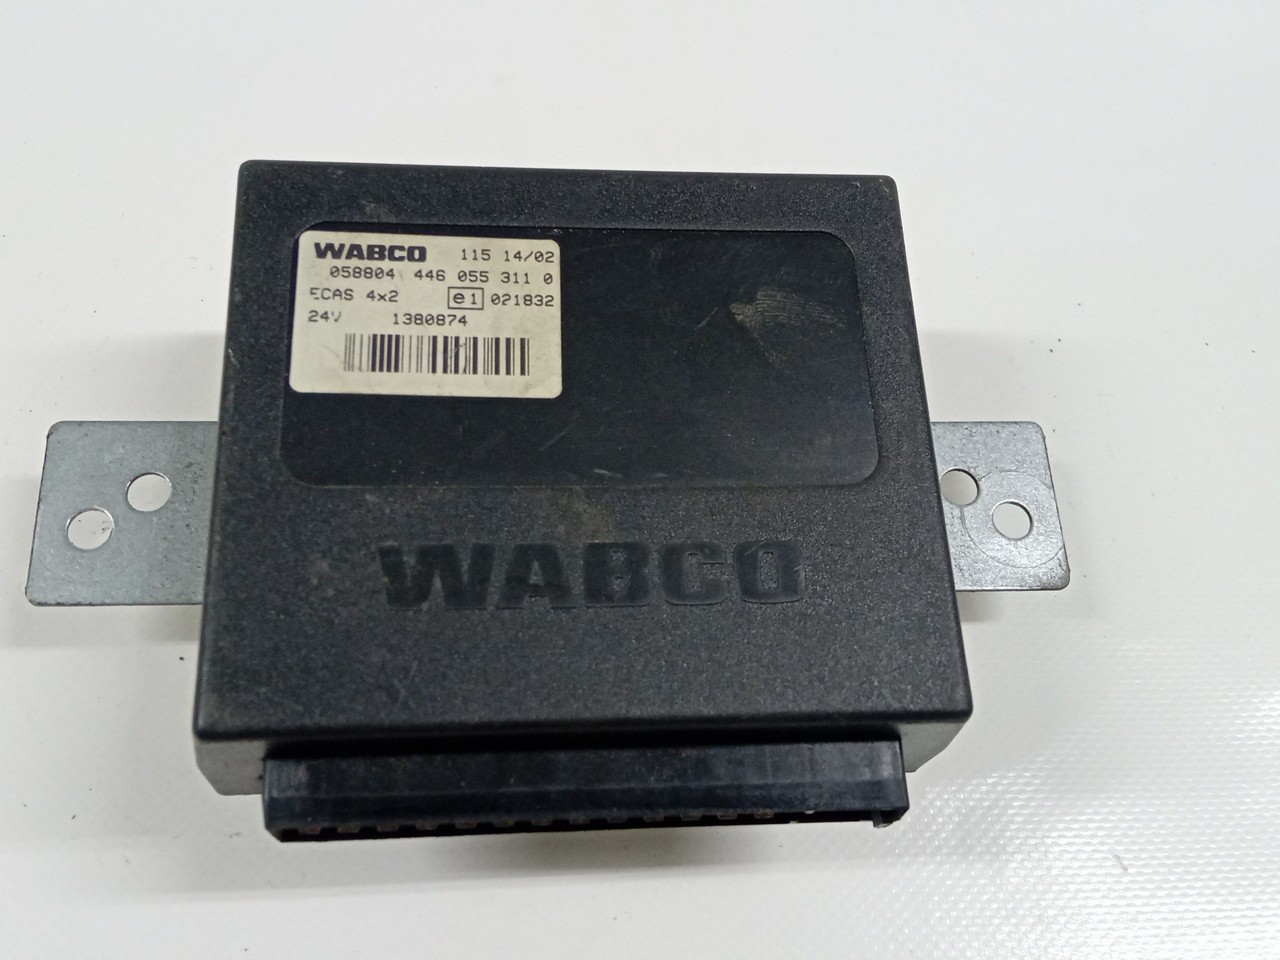 WABCO 115 14/02
058804 446 055 311 0
ECAS 4x2 e1 021832
24V 1380874
WABCO